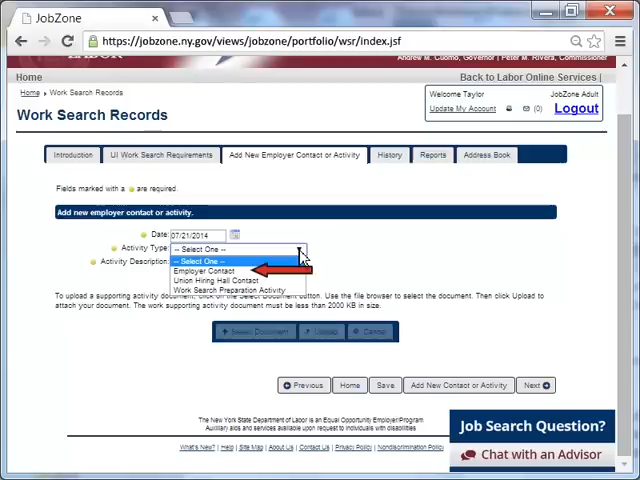 JobZone
https://jobzone.ny.gov/views/jobzone/portfolio/wsr/index.jsf
Andrew M. Cuomo, Governor | Peter M. Rivera, Commissioner
Home
Back to Labor Online Services |
Home Work Search Records
Welcome Taylor
JobZone Adult
Update My Account
(0)
Logout
Work Search Records
Introduction
UI Work Search Requirements
Add New Employer Contact or Activity
History
Reports
Address Book
Fields marked with a are required.
Add new employer contact or activity.
Date: 07/21/2014
Activity Type: -- Select One --
Activity Description: -- Select One --
Employer Contact
Union Hiring Hall Contact
Work Search Preparation Activity
To upload a supporting activity document, click on the Select Document button. Use the file browser to select the document. Then click Upload to
attach your document. The work supporting activity document must be less than 2000 KB in size.
Select Document
Upload
Cancel
Previous
Home
Save
Add New Contact or Activity
Next
The New York State Department of Labor is an Equal Opportunity Employer/Program
Auxiliary aids and services available upon request to individuals with disabilities
What's New? | Help | Site Map | About Us | Contact Us | Privacy Policy | Nondiscrimination Policy
Job Search Question?
Chat with an Advisor